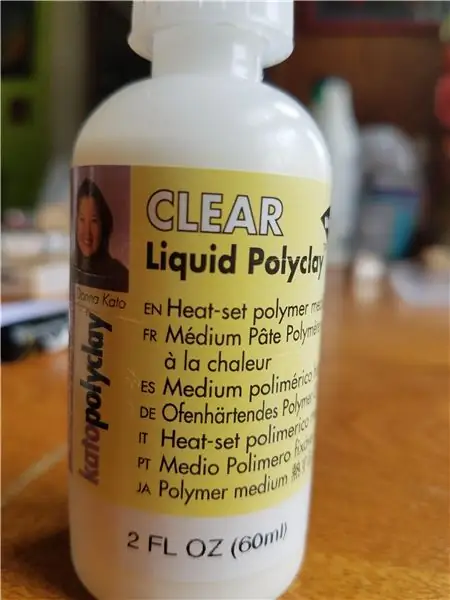 CLEAR
Liquid Polyclay
Donna Kato
katopolyclay
EN Heat-set polymer
FR Médium Pâte Polymère
à la chaleur
ES Medium polimérico
DE Ofenhärtendes Polymer
IT Heat-set polimerico
PT Medio Polimero
JA Polymer medium 熱
2 FL OZ (60ml)